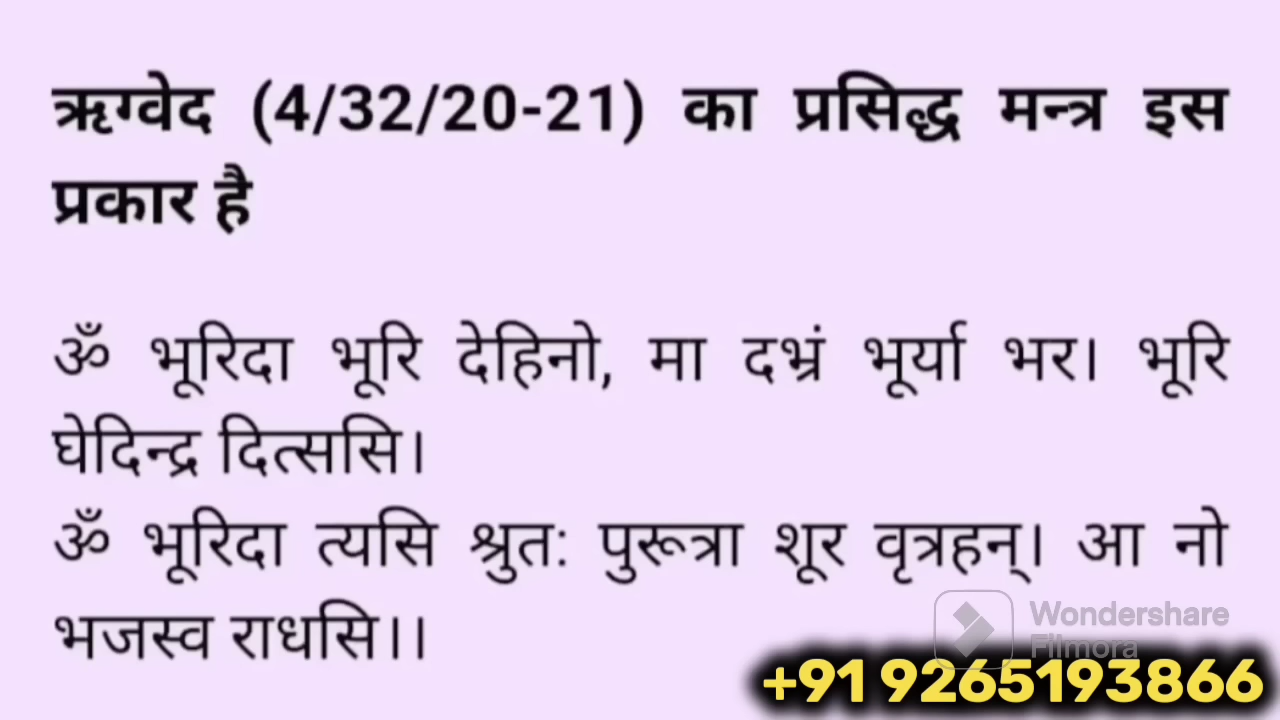 ऋग्वेद (4/32/20-21) का प्रसिद्ध मन्त्र इस
प्रकार है
ॐ भूरिदा भूरि देहिनो, मा दभ्रं भूर्या भर। भूरि
घेदिन्द्र दित्ससि।
ॐ भूरिदा त्यसि श्रुत: पुरूत्रा शूर वृत्रहन्। आ नो
भजस्व राधसि।।
Wondershare
Filmora
+91 9265193866